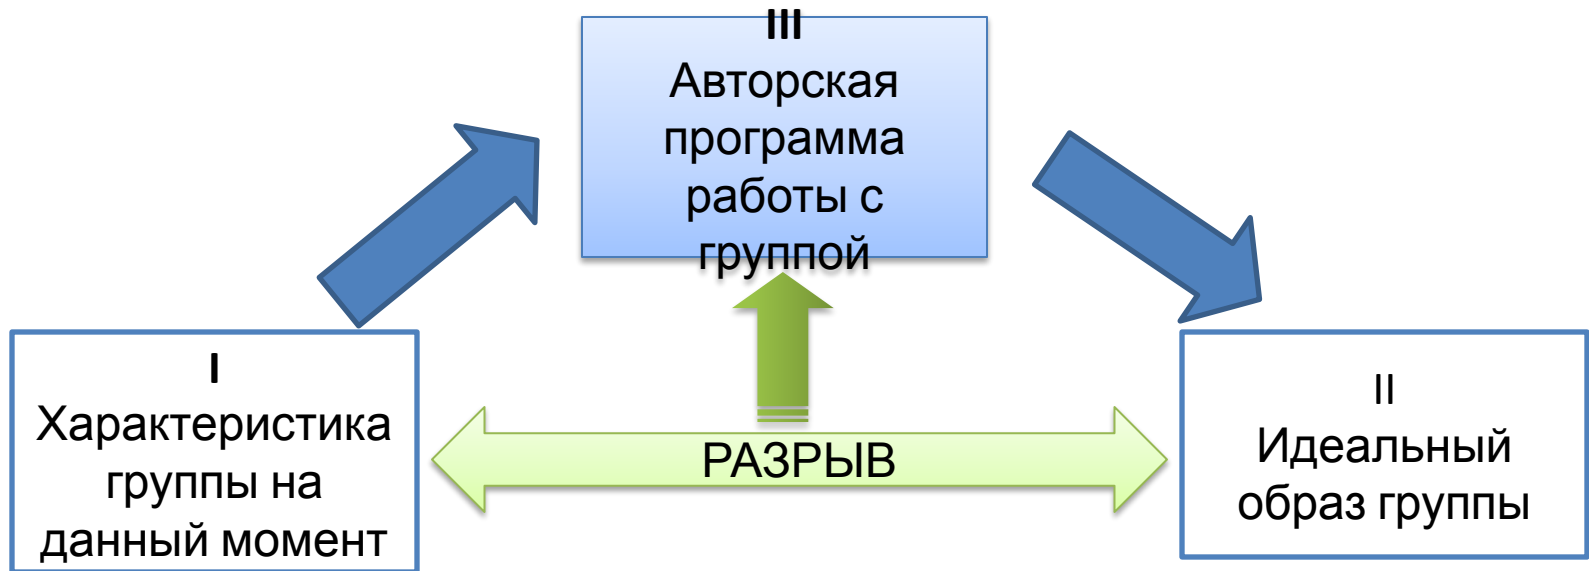 III
Авторская
программа
работы с
группой
I
Характеристика
группы на
данный момент
РАЗРЫВ
II
Идеальный
образ группы